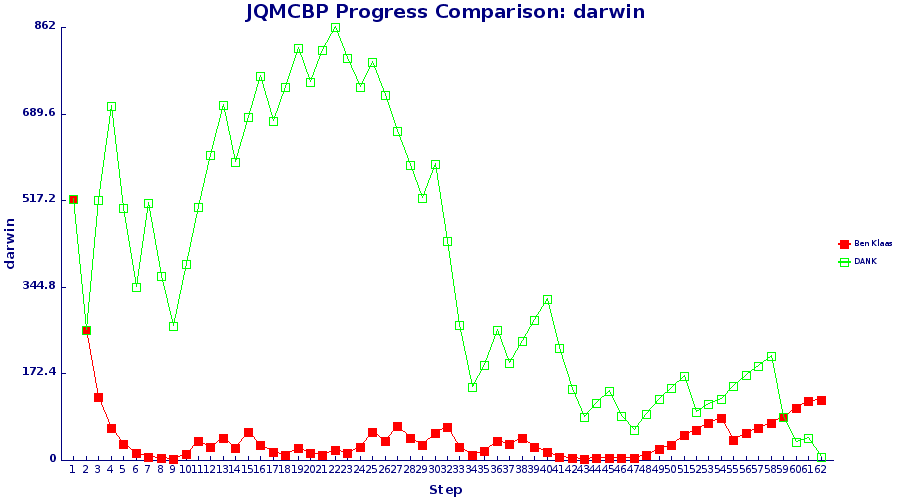 JQMCBP Progress Comparison: darwin
862
689.6
517.2
344.8
172.4
0
darwin
1 2 3 4 5 6 7 8 9 10 11 12 13 14 15 16 17 18 19 20 21 22 23 24 25 26 27 28 29 30 31 32 33 34 35 36 37 38 39 40 41 42 43 44 45 46 47 48 49 50 51 52 53 54 55 56 57 58 59 60 61 62
Step
Ben Klaas
DANK